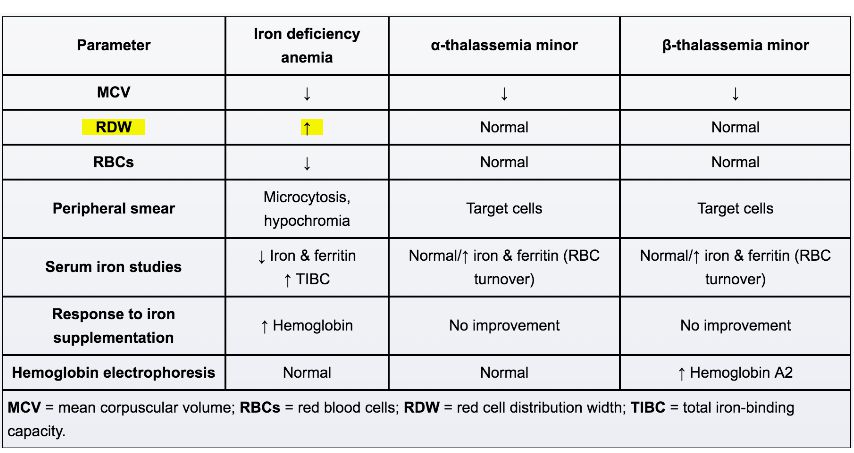 Parameter
Iron deficiency
anemia
α-thalassemia minor
β-thalassemia minor
MCV
↓
↓
↓
RDW
↑
Normal
Normal
RBCs
↓
Normal
Normal
Peripheral smear
Microcytosis,
hypochromia
Target cells
Target cells
Serum iron studies
↓ Iron & ferritin
↑ TIBC
Normal/↑ iron & ferritin (RBC
turnover)
Normal/↑ iron & ferritin (RBC
turnover)
Response to iron
supplementation
↑ Hemoglobin
No improvement
No improvement
Hemoglobin electrophoresis
Normal
Normal
↑ Hemoglobin A2
MCV = mean corpuscular volume; RBCs = red blood cells; RDW = red cell distribution width; TIBC = total iron-binding
capacity.